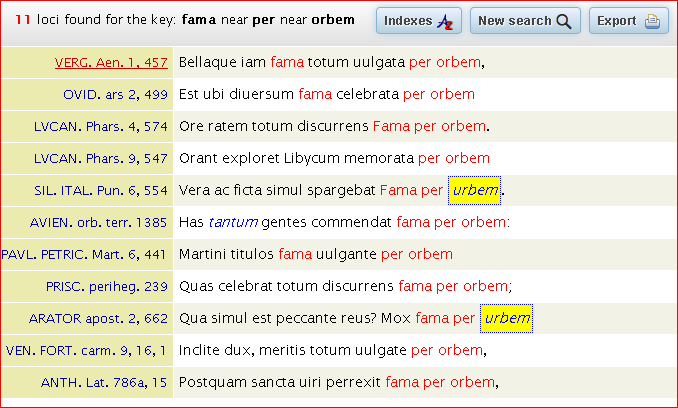 11 loci found for the key: fama near per near orbem
Indexes New search Export
VERG. Aen. 1, 457 Bellaque iam fama totum uulgata per orbem,
OVID. ars 2, 499 Est ubi diuersum fama celebrata per orbem
LVCAN. Phars. 4, 574 Ore ratem totum discurrens Fama per orbem.
LVCAN. Phars. 9, 547 Orant exploret Libycum memorata per orbem
SIL. ITAL. Pun. 6, 554 Vera ac ficta simul spargebat Fama per urbem.
AVIEN. orb. terr. 1385 Has tantum gentes commendat fama per orbem:
PAVL. PETRIC. Mart. 6, 441 Martini titulos fama uulgante per orbem
PRISC. periheg. 239 Quas celebrat totum discurrens fama per orbem;
ARATOR apost. 2, 662 Qua simul est peccante reus? Mox fama per urbem
VEN. FORT. carm. 9, 16, 1 Inclite dux, meritis totum uulgate per orbem,
ANTH. Lat. 786a, 15 Postquam sancta uiri perrexit fama per orbem,